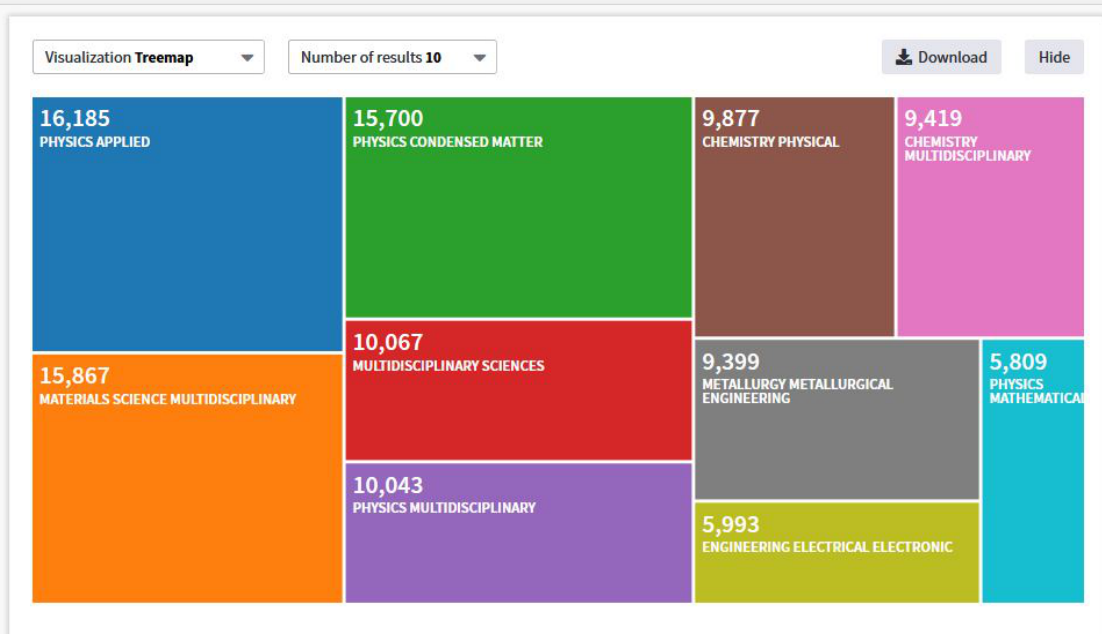 Visualization Treemap
Number of results 10
Download
Hide
16,185
PHYSICS APPLIED
15,867
MATERIALS SCIENCE MULTIDISCIPLINARY
15,700
PHYSICS CONDENSED MATTER
10,067
MULTIDISCIPLINARY SCIENCES
10,043
PHYSICS MULTIDISCIPLINARY
9,877
CHEMISTRY PHYSICAL
9,419
CHEMISTRY
MULTIDISCIPLINARY
9,399
METALLURGY METALLURGICAL
ENGINEERING
5,993
ENGINEERING ELECTRICAL ELECTRONIC
5,809
PHYSICS
MATHEMATICAL